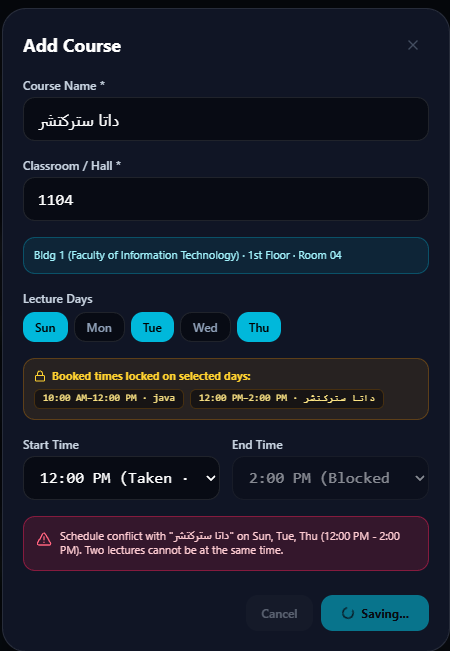 Add Course
Course Name *
داتا ستركتشر
Classroom / Hall *
1104
Bldg 1 (Faculty of Information Technology) · 1st Floor · Room 04
Lecture Days
Sun Mon Tue Wed Thu
Booked times locked on selected days:
10:00 AM–12:00 PM · java 12:00 PM–2:00 PM · داتا ستركتشر
Start Time End Time
12:00 PM (Taken · 2:00 PM (Blocked
Schedule conflict with "داتا ستركتشر" on Sun, Tue, Thu (12:00 PM - 2:00
PM). Two lectures cannot be at the same time.
Cancel Saving...